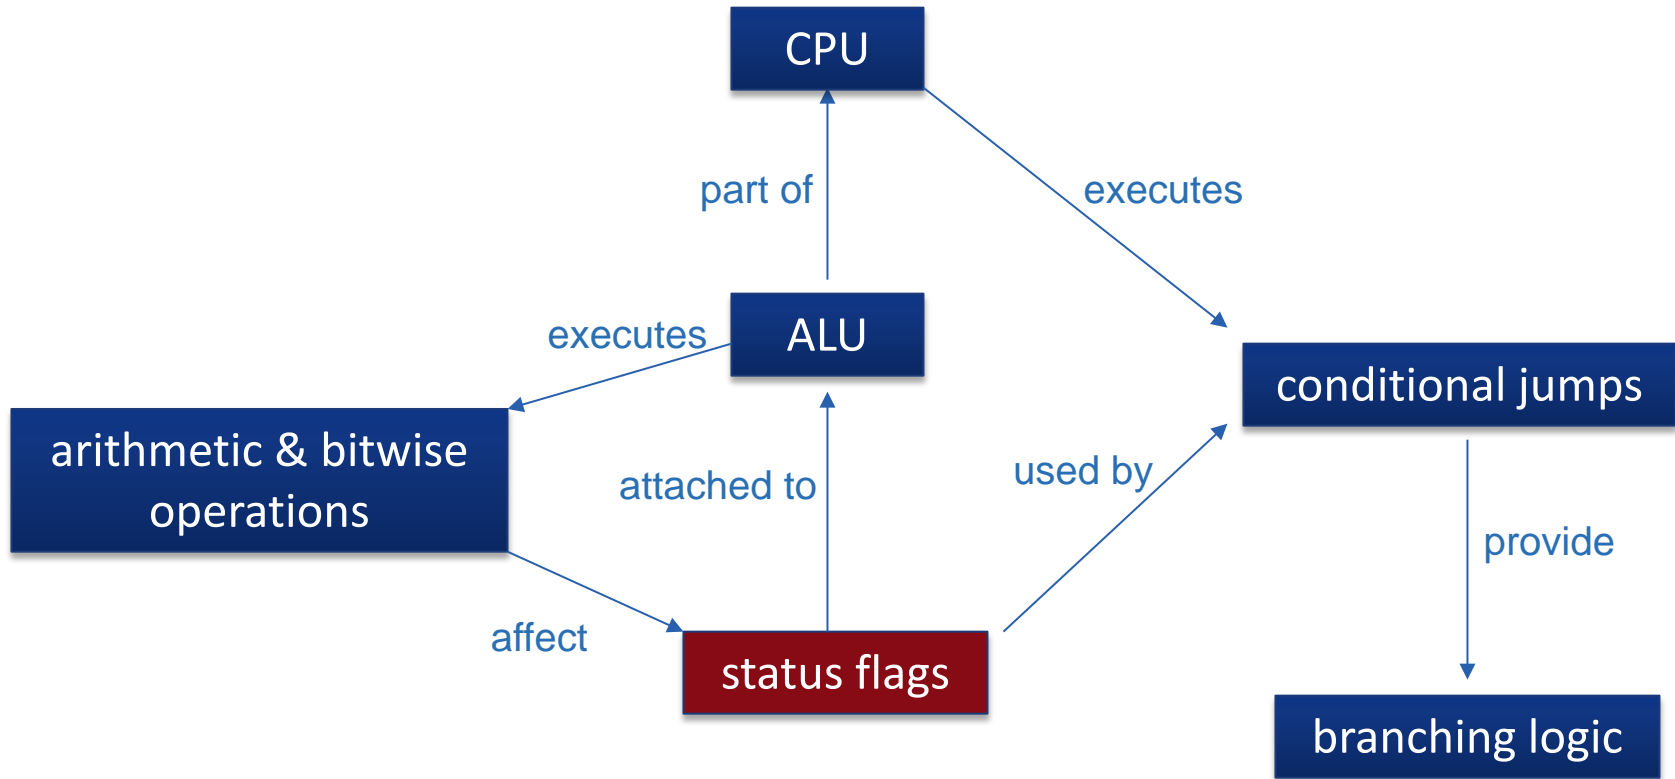 CPU
part of
executes
executes
ALU
conditional jumps
arithmetic & bitwise
operations
attached to
used by
provide
affect
status flags
branching logic